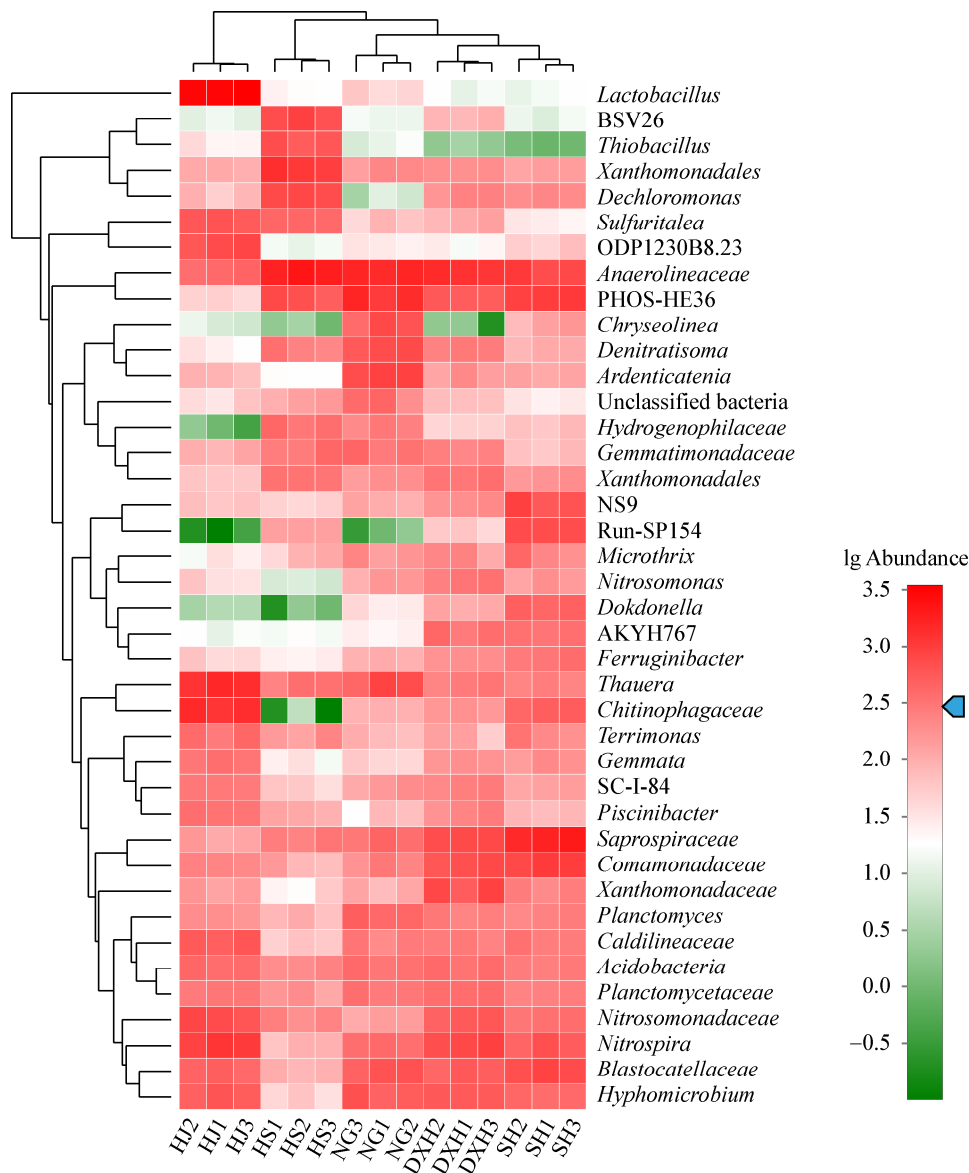 Lactobacillus
BSV26
Thiobacillus
Xanthomonadales
Dechloromonas
Sulfuritalea
ODP1230B8.23
Anaerolineaceae
PHOS-HE36
Chryseolinea
Denitratisoma
Ardenticatenia
Unclassified bacteria
Hydrogenophilaceae
Gemmatimonadaceae
Xanthomonadales
NS9
Run-SP154
Microthrix
Nitrosomonas
Dokdonella
AKYH767
Ferruginibacter
Thauera
Chitinophagaceae
Terrimonas
Gemmata
SC-I-84
Piscinibacter
Saprospiraceae
Comamonadaceae
Xanthomonadaceae
Planctomyces
Caldilineaceae
Acidobacteria
Planctomycetaceae
Nitrosomonadaceae
Nitrospira
Blastocatellaceae
Hyphomicrobium
HJ2 HJ1 HJ3 HS1 HS2 HS3 NG3 NG1 NG2 DXH2 DXH1 DXH3 SH2 SH1 SH3
lg Abundance
3.5
3.0
2.5
2.0
1.5
1.0
0.5
0.0
−0.5